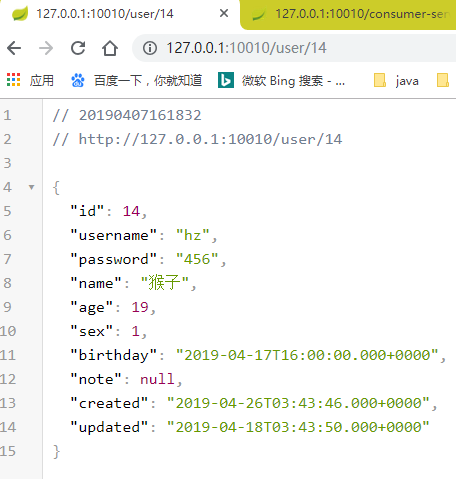 127.0.0.1:10010/user/14
127.0.0.1:10010/consumer-ser
127.0.0.1:10010/user/14
应用 百度一下，你就知道 微软 Bing 搜索 - ... java
1 // 20190407161832
2 // http://127.0.0.1:10010/user/14
3
4 {
5 "id": 14,
6 "username": "hz",
7 "password": "456",
8 "name": "猴子",
9 "age": 19,
10 "sex": 1,
11 "birthday": "2019-04-17T16:00:00.000+0000",
12 "note": null,
13 "created": "2019-04-26T03:43:46.000+0000",
14 "updated": "2019-04-18T03:43:50.000+0000"
15 }